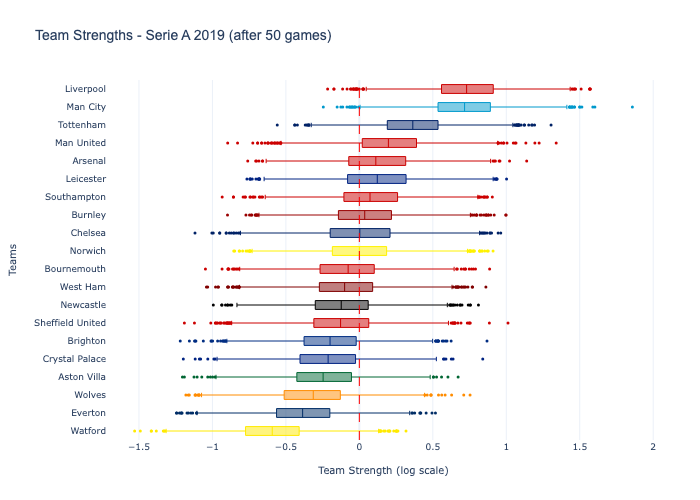 Team Strengths - Serie A 2019 (after 50 games)
Liverpool
Man City
Tottenham
Man United
Arsenal
Leicester
Southampton
Burnley
Chelsea
Norwich
Bournemouth
West Ham
Newcastle
Sheffield United
Brighton
Crystal Palace
Aston Villa
Wolves
Everton
Watford
Teams
−1.5 −1 −0.5 0 0.5 1 1.5 2
Team Strength (log scale)